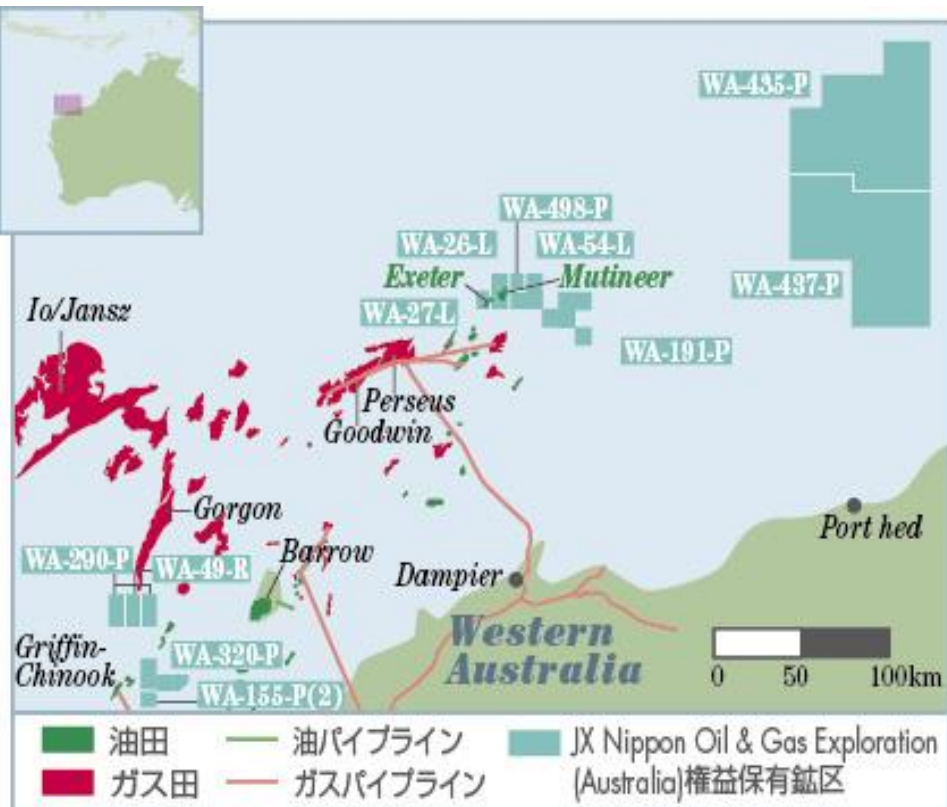 WA-435-P
WA-498-P
WA-26-L
WA-54-L
Exeter
Mutineer
WA-437-P
WA-27-L
Io/Jansz
WA-191-P
Perseus
Goodwin
Gorgon
Port hed
Barrow
WA-290-P
WA-49-R
Dampier
Western
Australia
Griffin-
Chinook
WA-320-P
WA-155-P(2)
0 50 100km
油田
油パイプライン
JX Nippon Oil & Gas Exploration
ガス田
ガスパイプライン
(Australia)権益保有鉱区